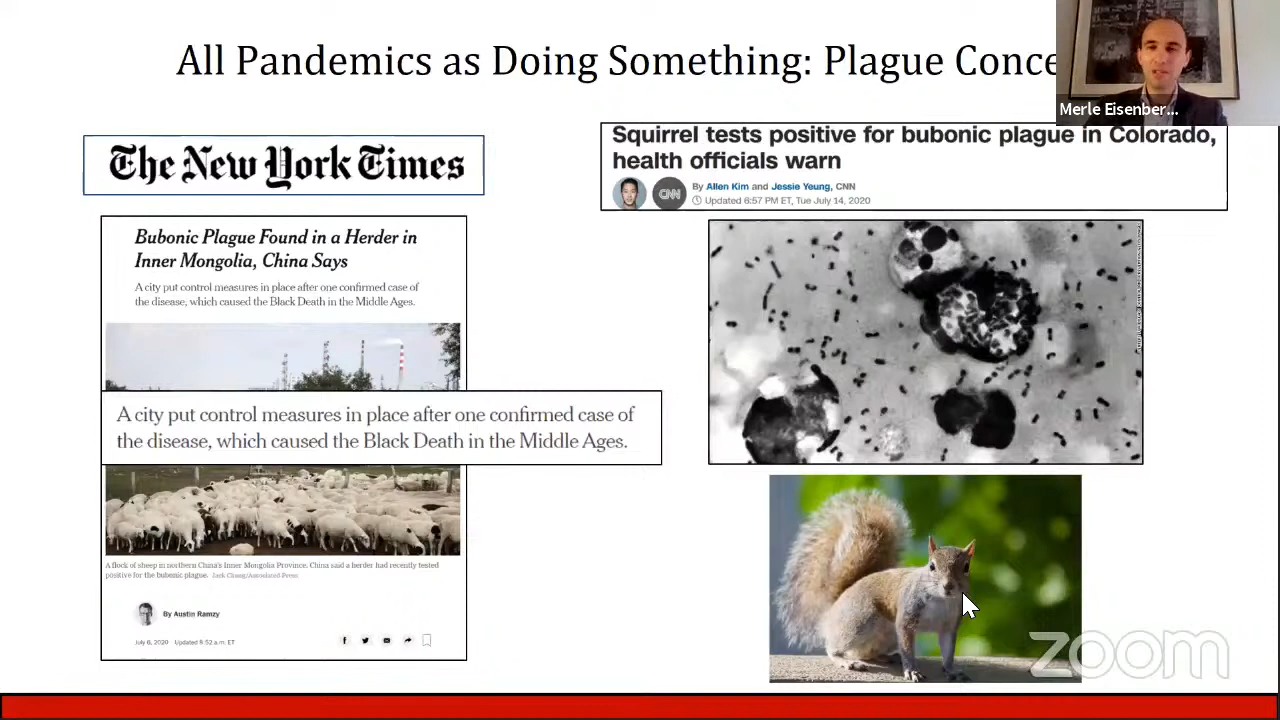 All Pandemics as Doing Something: Plague Conce
Merle Eisenber...
The New York Times
Bubonic Plague Found in a Herder in
Inner Mongolia, China Says
A city put control measures in place after one confirmed case of
the disease, which caused the Black Death in the Middle Ages.
A city put control measures in place after one confirmed case of
the disease, which caused the Black Death in the Middle Ages.
A flock of sheep in northern China's Inner Mongolia Province. China said a herder had recently tested
positive for the bubonic plague.
By Austin Ramzy
July 6, 2020 Updated 8:52 a.m. ET
Squirrel tests positive for bubonic plague in Colorado,
health officials warn
CNN
By Allen Kim and Jessie Yeung, CNN
Updated 6:57 PM ET, Tue July 14, 2020
zoom